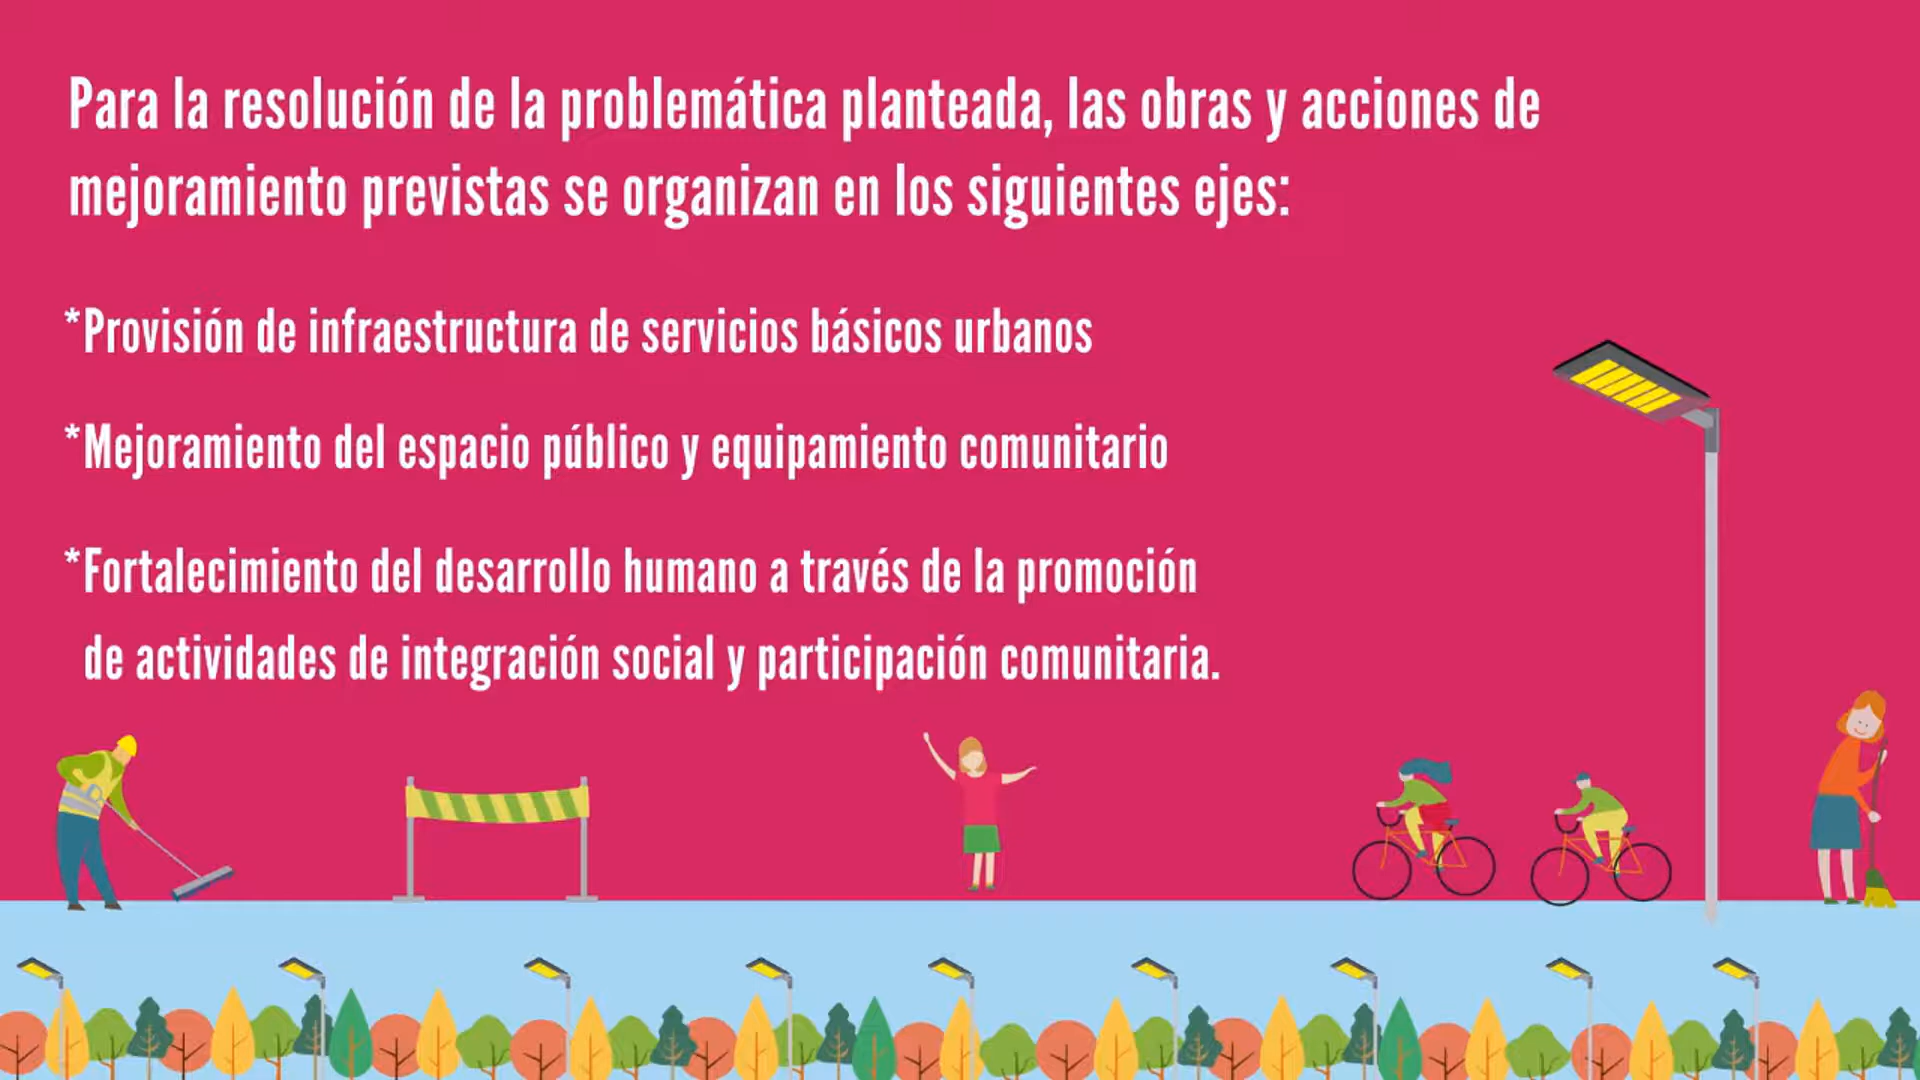 Para la resolución de la problemática planteada, las obras y acciones de
mejoramiento previstas se organizan en los siguientes ejes:
*Provisión de infraestructura de servicios básicos urbanos
*Mejoramiento del espacio público y equipamiento comunitario
*Fortalecimiento del desarrollo humano a través de la promoción
de actividades de integración social y participación comunitaria.